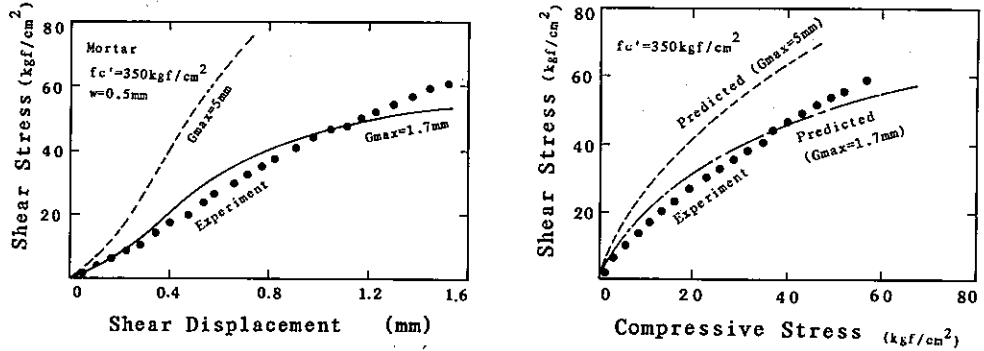 80
60
40
20
0
0.4
0.8
1.2
1.6
Shear Stress (kgf/cm2)
Shear Displacement (mm)
Mortar
fc'=350kgf/cm2
w=0.5mm
Gmax=5mm
Gmax=1.7mm
Experiment
80
60
40
20
0
20
40
60
80
Shear Stress (kgf/cm2)
Compressive Stress (kgf/cm2)
fc'=350kgf/cm2
Predicted (Gmax=5mm)
Predicted
(Gmax=1.7mm)
Experiment